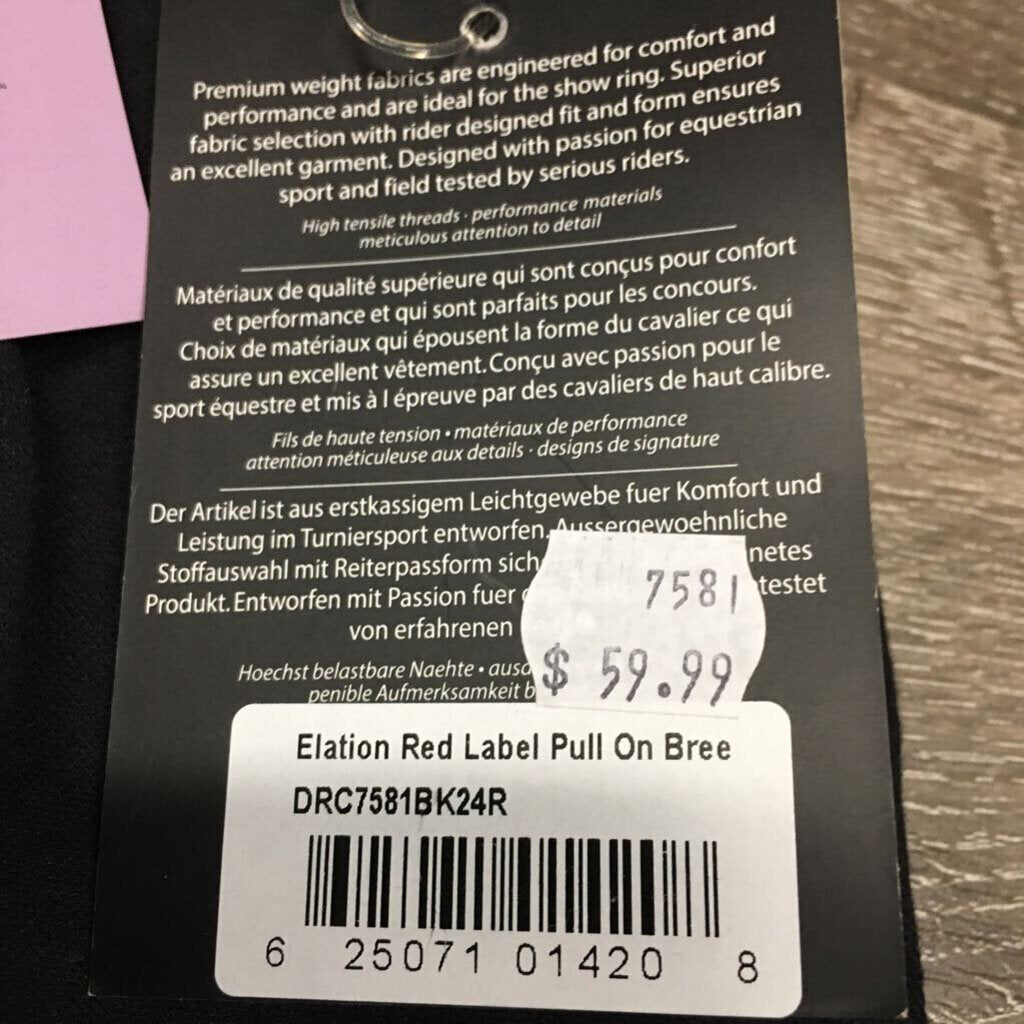 Premium weight fabrics are engineered for comfort and
performance and are ideal for the show ring. Superior
fabric selection with rider designed fit and form ensures
an excellent garment. Designed with passion for equestrian
sport and field tested by serious riders.
High tensile threads · performance materials
meticulous attention to detail
Matériaux de qualité supérieure qui sont conçus pour confort
et performance et qui sont parfaits pour les concours.
Choix de matériaux qui épousent la forme du cavalier ce qui
assure un excellent vêtement. Conçu avec passion pour le
sport équestre et mis à l épreuve par des cavaliers de haut calibre.
Fils de haute tension • matériaux de performance
attention méticuleuse aux details · designs de signature
Der Artikel ist aus erstkassigem Leichtgewebe fuer Komfort und
Leistung im Turniersport entworfen. Aussergewoehnliche
Stoffauswahl mit Reiterpassform sich netes
Produkt. Entworfen mit Passion fuer testet
von erfahrenen
Hoechst belastbare Naehte • ausd
penible Aufmerksamkeit b
7581
$ 59.99
Elation Red Label Pull On Bree
DRC7581BK24R
6 25071 01420 8